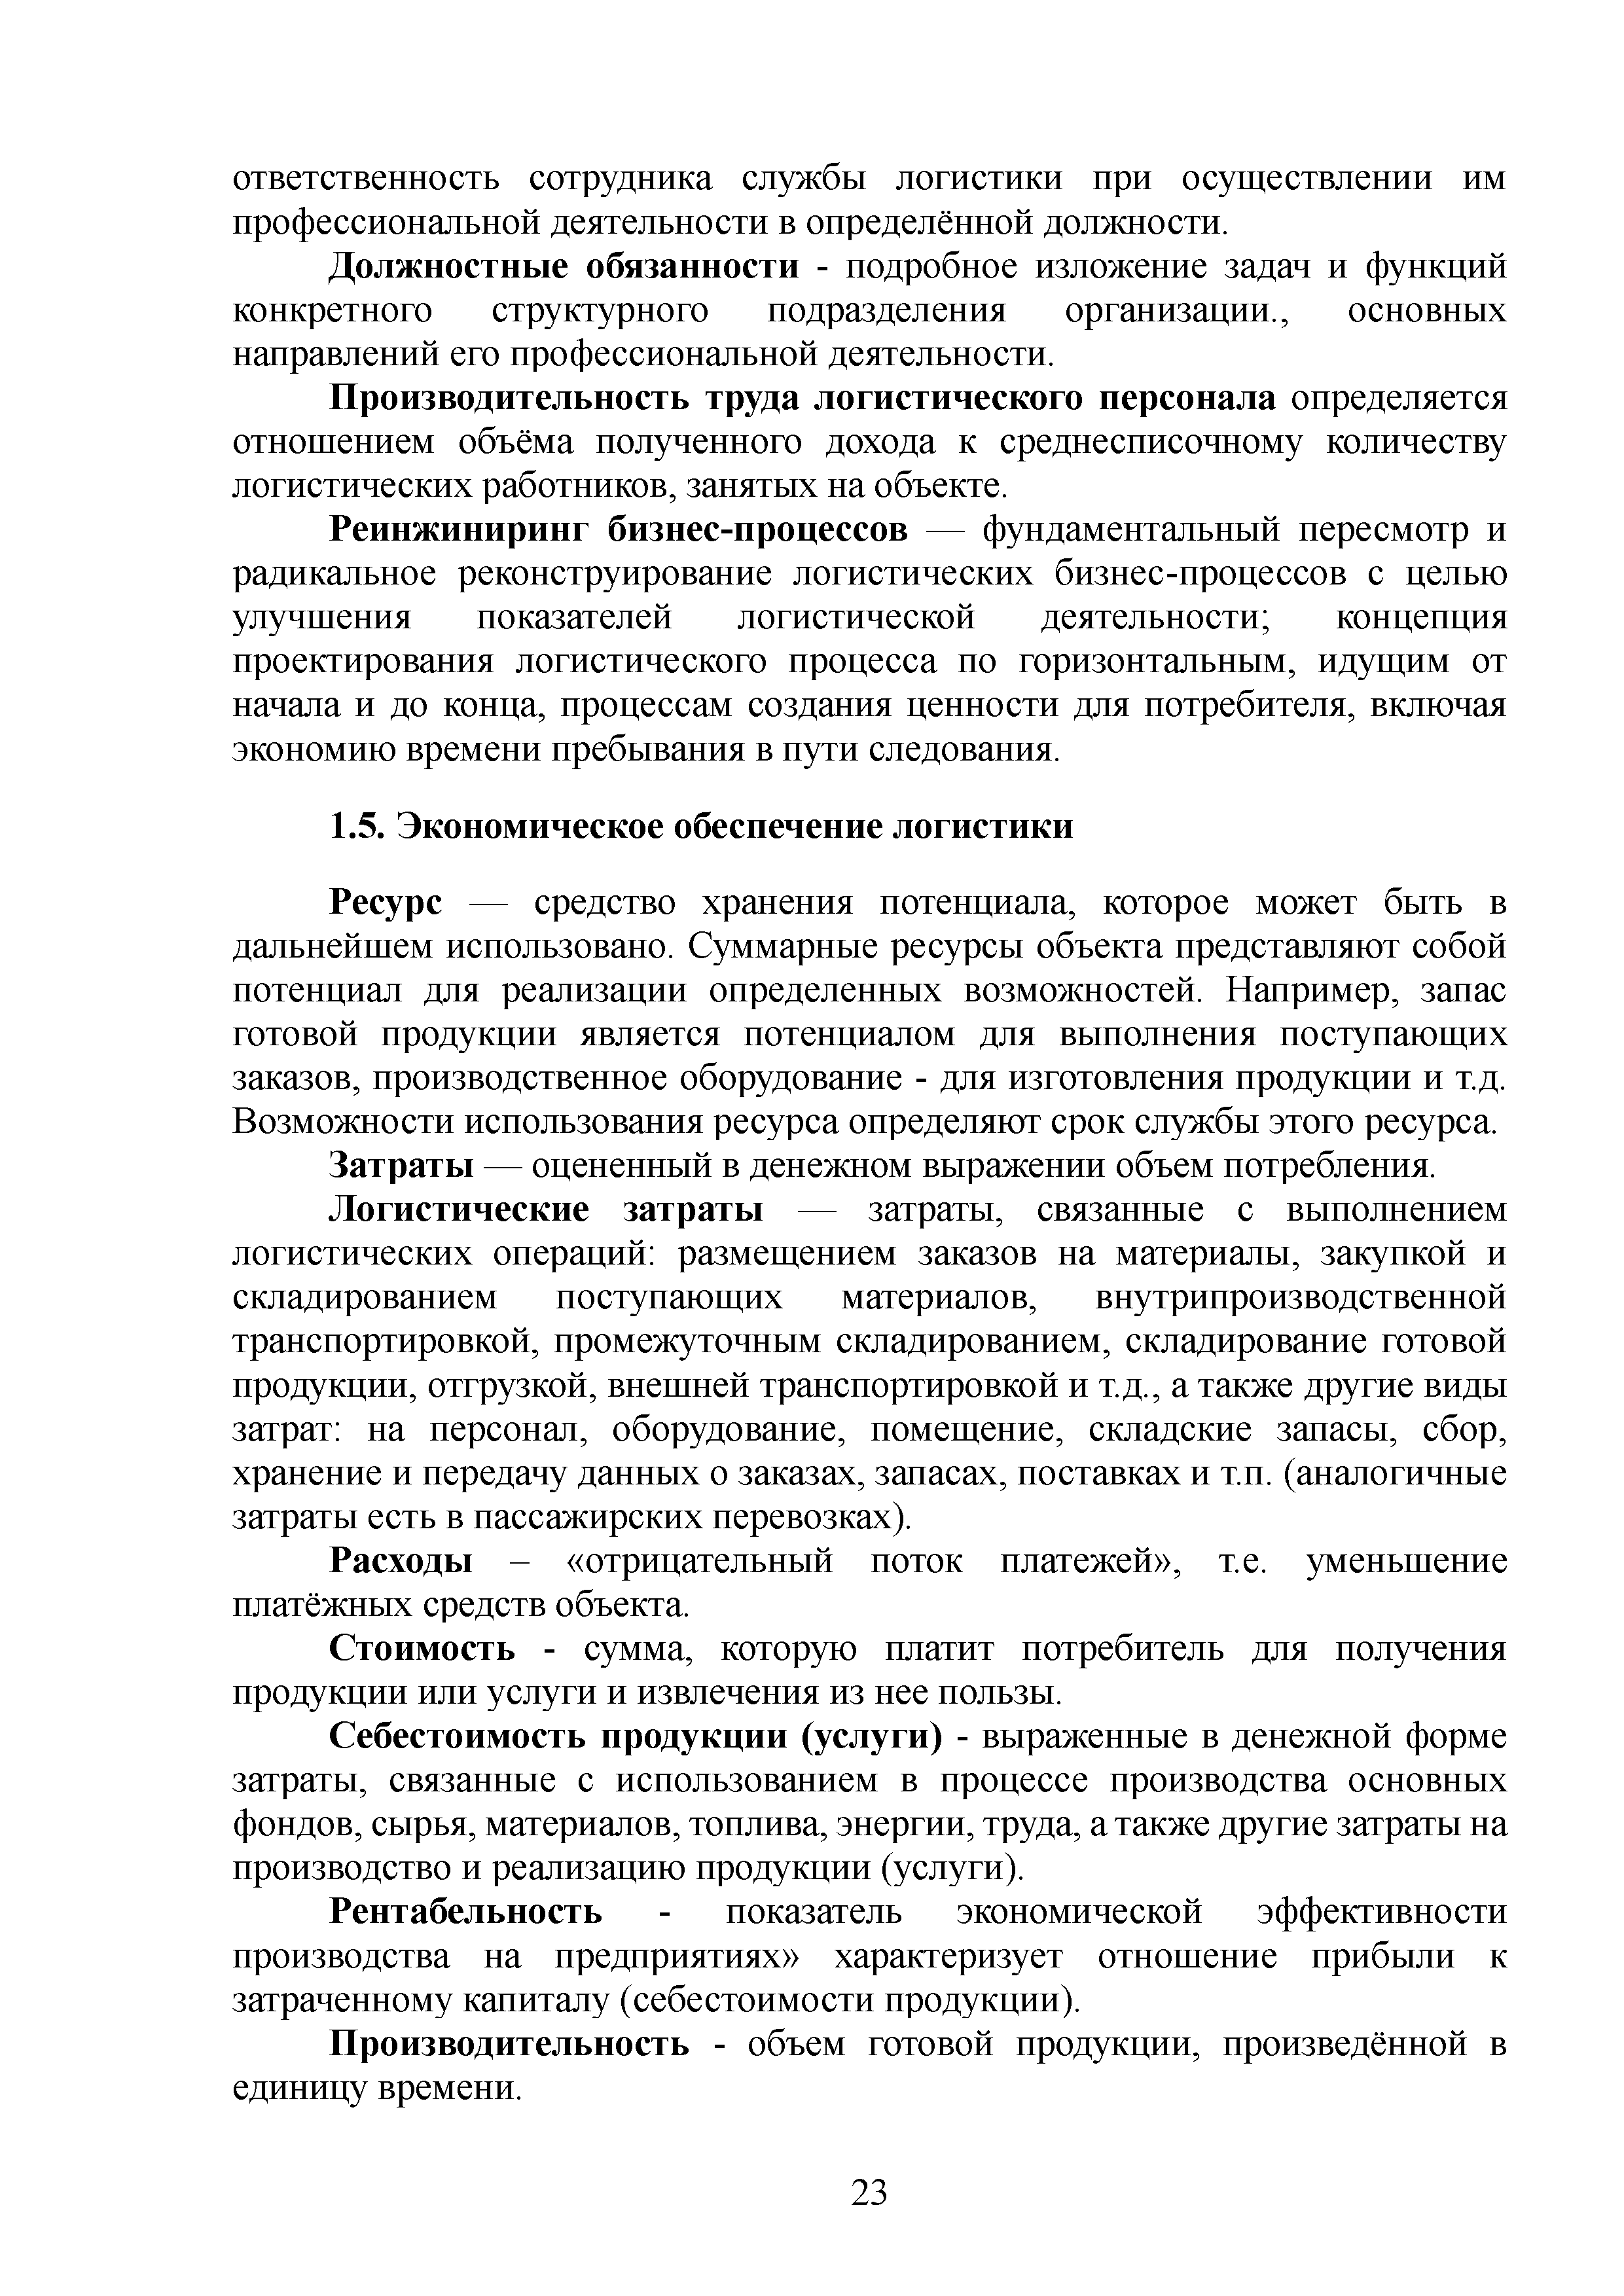 ответственность сотрудника службы логистики при осуществлении им
профессиональной деятельности в определённой должности.
Должностные обязанности - подробное изложение задач и функций
конкретного структурного подразделения организации., основных
направлений его профессиональной деятельности.
Производительность труда логистического персонала определяется
отношением объёма полученного дохода к среднесписочному количеству
логистических работников, занятых на объекте.
Реинжиниринг бизнес-процессов — фундаментальный пересмотр и
радикальное реконструирование логистических бизнес-процессов с целью
улучшения показателей логистической деятельности; концепция
проектирования логистического процесса по горизонтальным, идущим от
начала и до конца, процессам создания ценности для потребителя, включая
экономию времени пребывания в пути следования.
1.5. Экономическое обеспечение логистики
Ресурс — средство хранения потенциала, которое может быть в
дальнейшем использовано. Суммарные ресурсы объекта представляют собой
потенциал для реализации определенных возможностей. Например, запас
готовой продукции является потенциалом для выполнения поступающих
заказов, производственное оборудование - для изготовления продукции и т.д.
Возможности использования ресурса определяют срок службы этого ресурса.
Затраты — оцененный в денежном выражении объем потребления.
Логистические затраты — затраты, связанные с выполнением
логистических операций: размещением заказов на материалы, закупкой и
складированием поступающих материалов, внутрипроизводственной
транспортировкой, промежуточным складированием, складирование готовой
продукции, отгрузкой, внешней транспортировкой и т.д., а также другие виды
затрат: на персонал, оборудование, помещение, складские запасы, сбор,
хранение и передачу данных о заказах, запасах, поставках и т.п. (аналогичные
затраты есть в пассажирских перевозках).
Расходы – «отрицательный поток платежей», т.е. уменьшение
платёжных средств объекта.
Стоимость - сумма, которую платит потребитель для получения
продукции или услуги и извлечения из нее пользы.
Себестоимость продукции (услуги) - выраженные в денежной форме
затраты, связанные с использованием в процессе производства основных
фондов, сырья, материалов, топлива, энергии, труда, а также другие затраты на
производство и реализацию продукции (услуги).
Рентабельность - показатель экономической эффективности
производства на предприятиях» характеризует отношение прибыли к
затраченному капиталу (себестоимости продукции).
Производительность - объем готовой продукции, произведённой в
единицу времени.
23